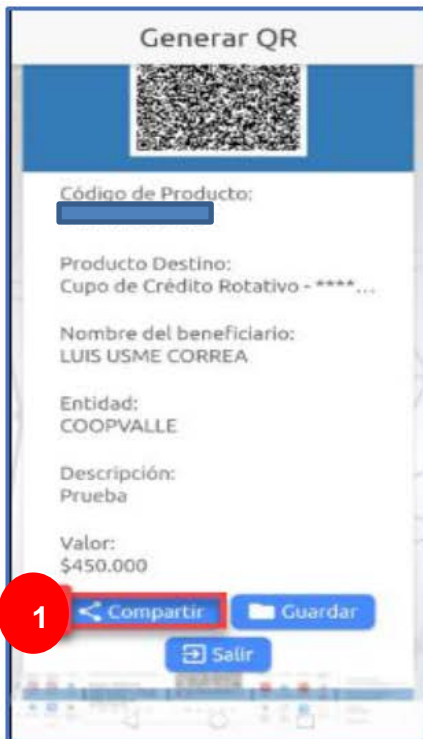 Generar QR
Código de Producto:
Producto Destino:
Cupo de Crédito Rotativo - ****...
Nombre del beneficiario:
LUIS USME CORREA
Entidad:
COOPVALLE
Descripción:
Prueba
Valor:
$450.000
1
Compartir
Guardar
Salir